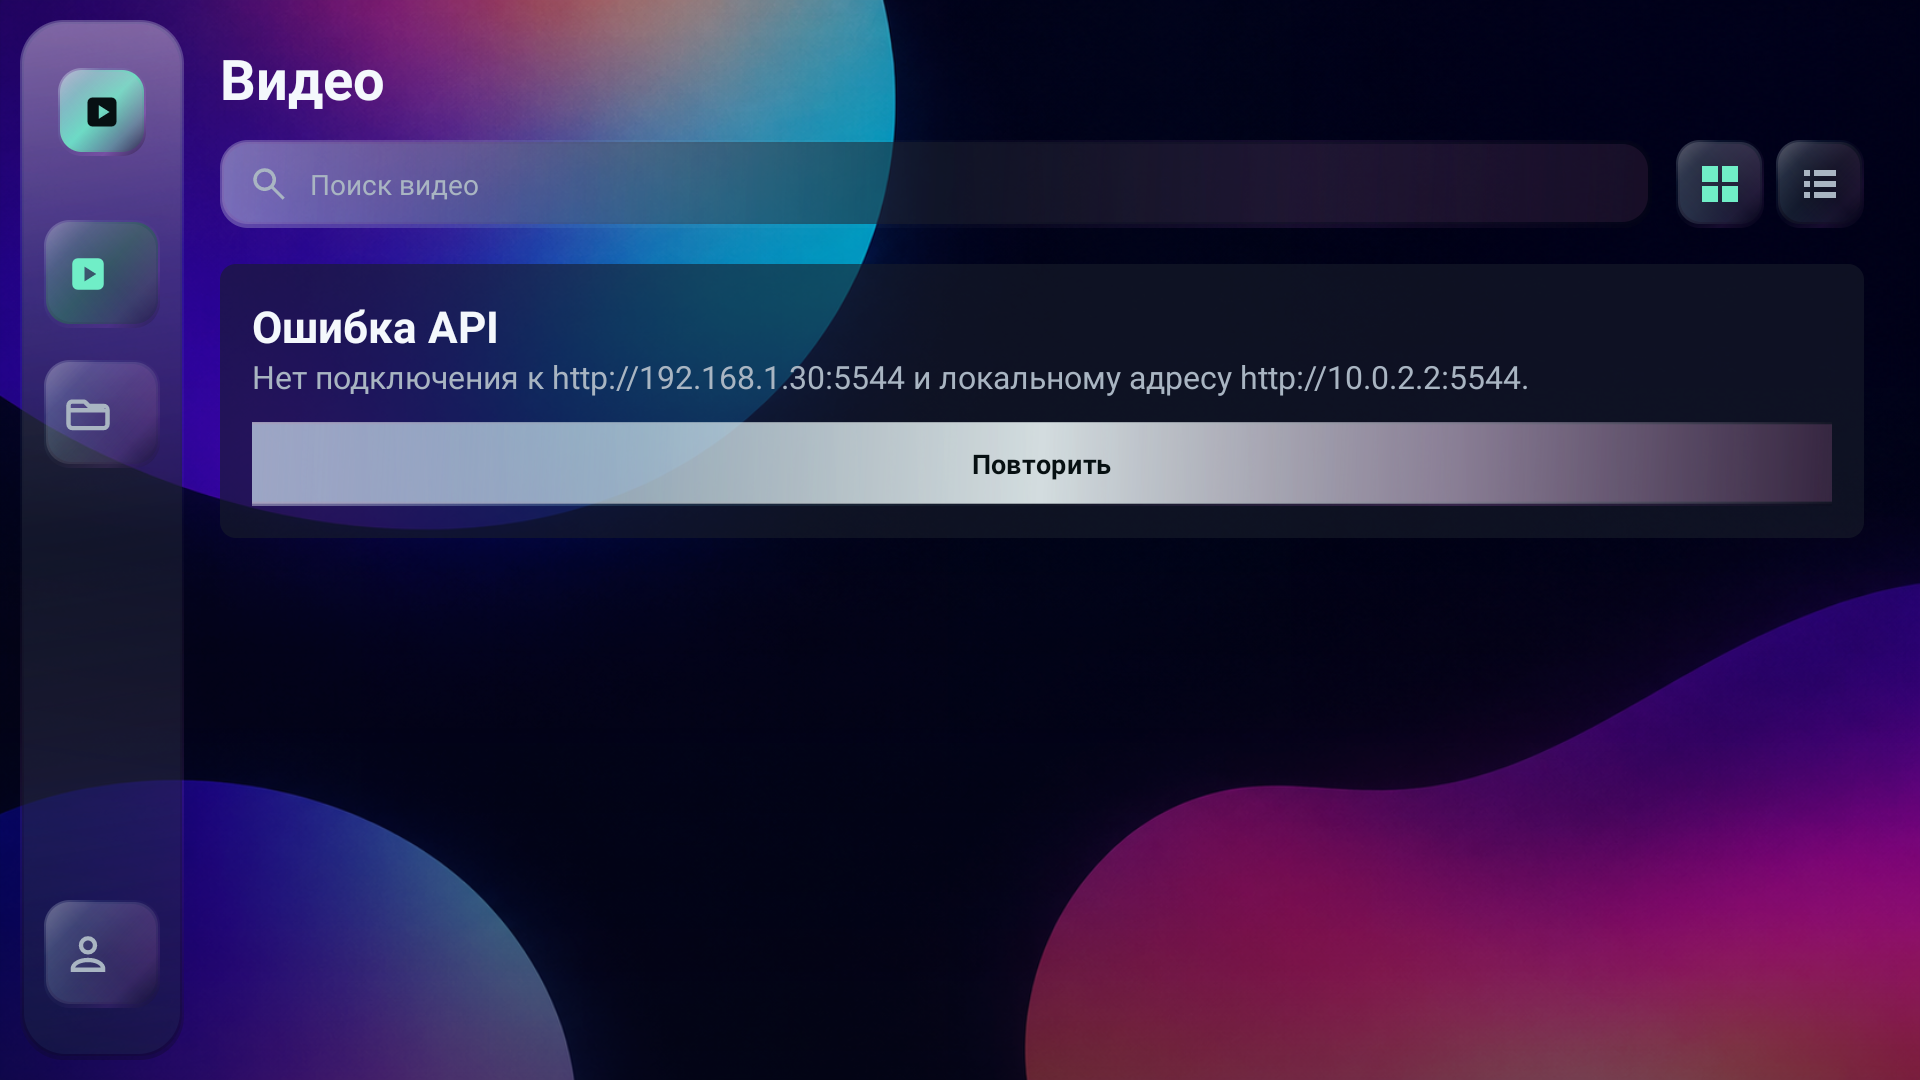 Видео
Поиск видео
Ошибка API
Нет подключения к http://192.168.1.30:5544 и локальному адресу http://10.0.2.2:5544.
Повторить